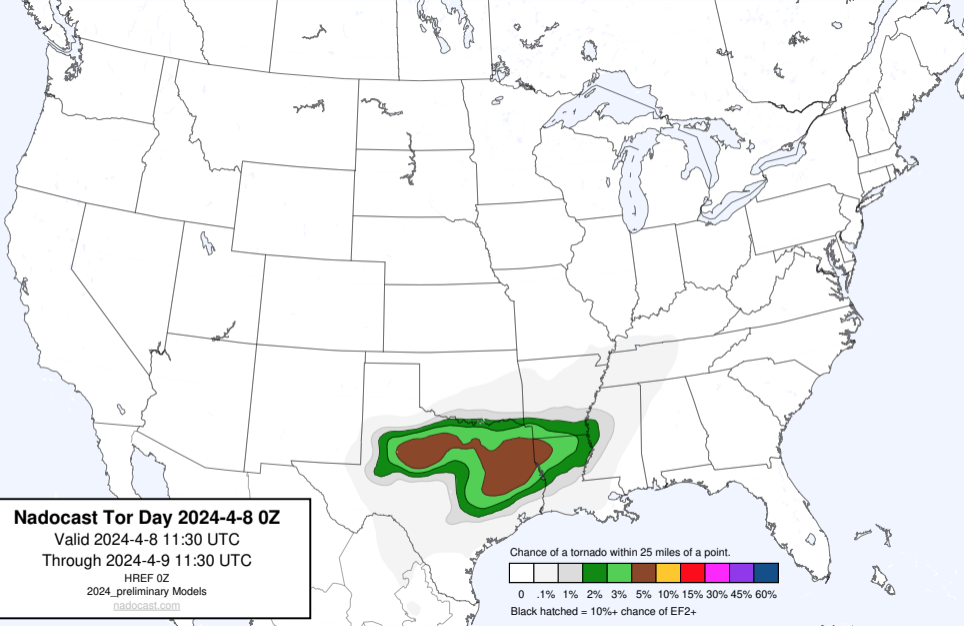 Nadocast Tor Day 2024-4-8 0Z
Valid 2024-4-8 11:30 UTC
Through 2024-4-9 11:30 UTC
HREF 0Z
2024_preliminary Models
nadocast.com
Chance of a tornado within 25 miles of a point.
0 .1% 1% 2% 3% 5% 10% 15% 30% 45% 60%
Black hatched = 10%+ chance of EF2+